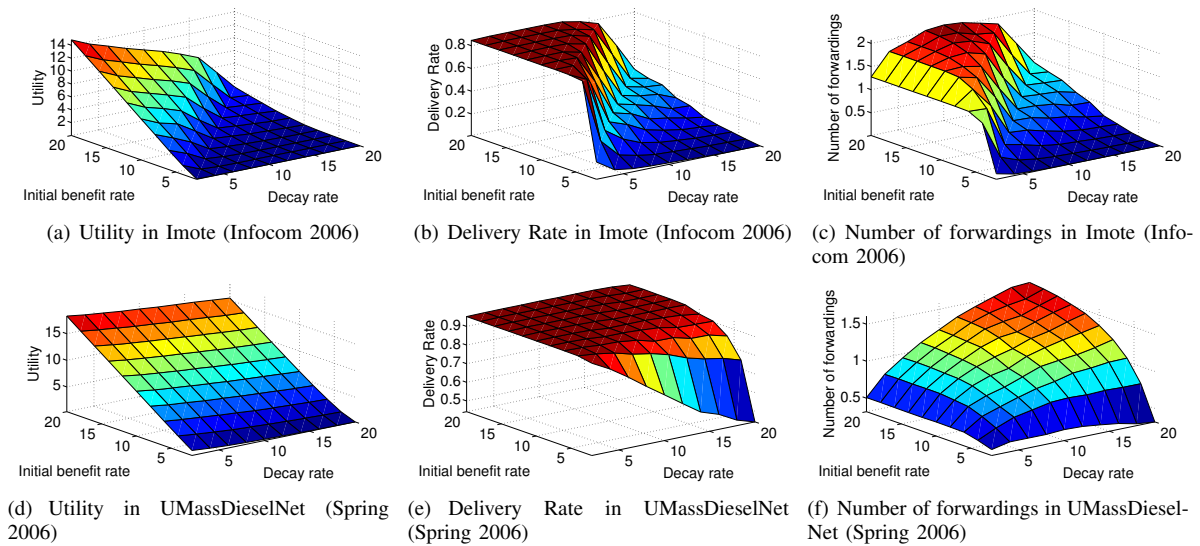 14
12
10
8
6
4
2
Utility
20
15
10
5
Initial benefit rate
5
10
15
20
Decay rate
(a) Utility in Imote (Infocom 2006)
0.8
0.6
0.4
0.2
Delivery Rate
20
15
10
5
Initial benefit rate
5
10
15
20
Decay rate
(b) Delivery Rate in Imote (Infocom 2006)
2
1.5
1
0.5
Number of forwardings
20
15
10
5
Initial benefit rate
5
10
15
20
Decay rate
(c) Number of forwardings in Imote (Info-
com 2006)
15
10
5
Utility
20
15
10
5
Initial benefit rate
5
10
15
20
Decay rate
(d) Utility in UMassDieselNet (Spring
2006)
0.9
0.8
0.7
0.6
0.5
Delivery Rate
20
15
10
5
Initial benefit rate
5
10
15
20
Decay rate
(e) Delivery Rate in UMassDieselNet
(Spring 2006)
1.5
1
0.5
Number of forwardings
20
15
10
5
Initial benefit rate
5
10
15
20
Decay rate
(f) Number of forwardings in UMassDiesel-
Net (Spring 2006)